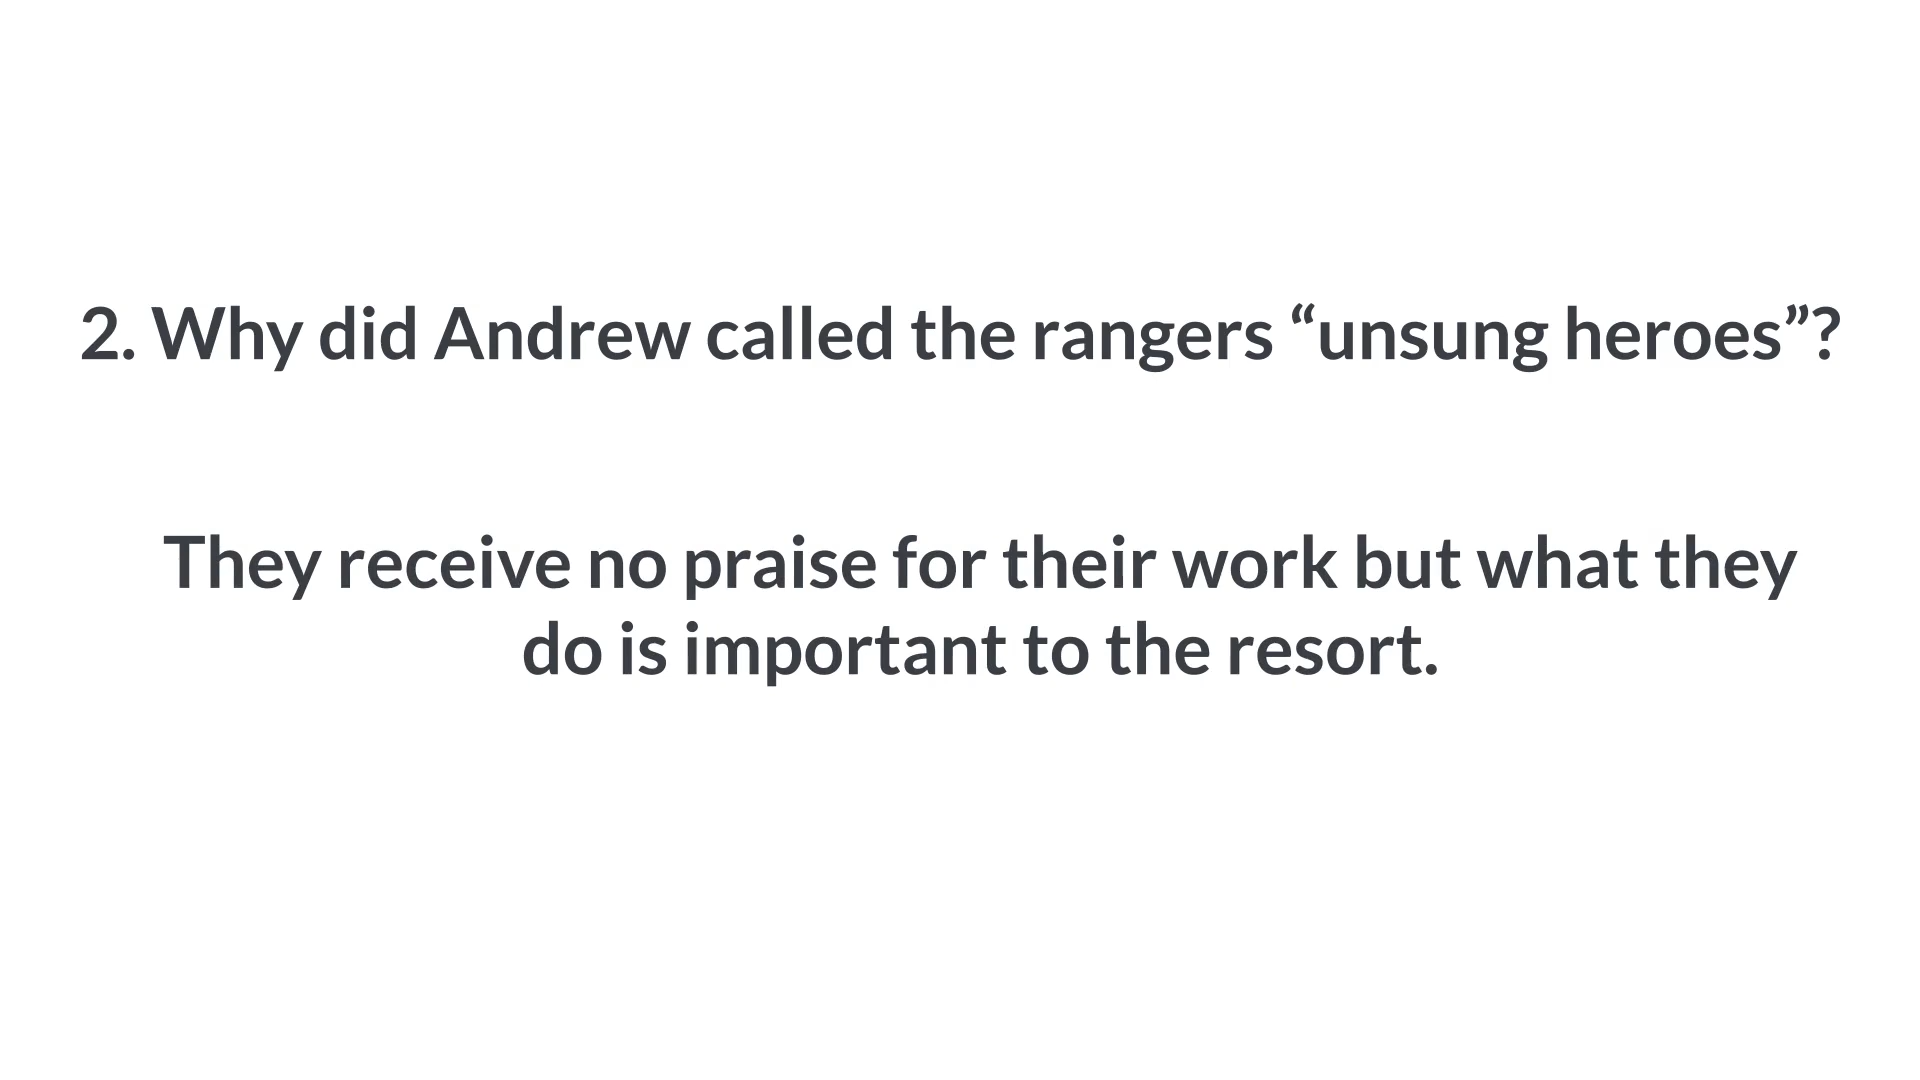 2. Why did Andrew called the rangers “unsung heroes”?
They receive no praise for their work but what they
do is important to the resort.